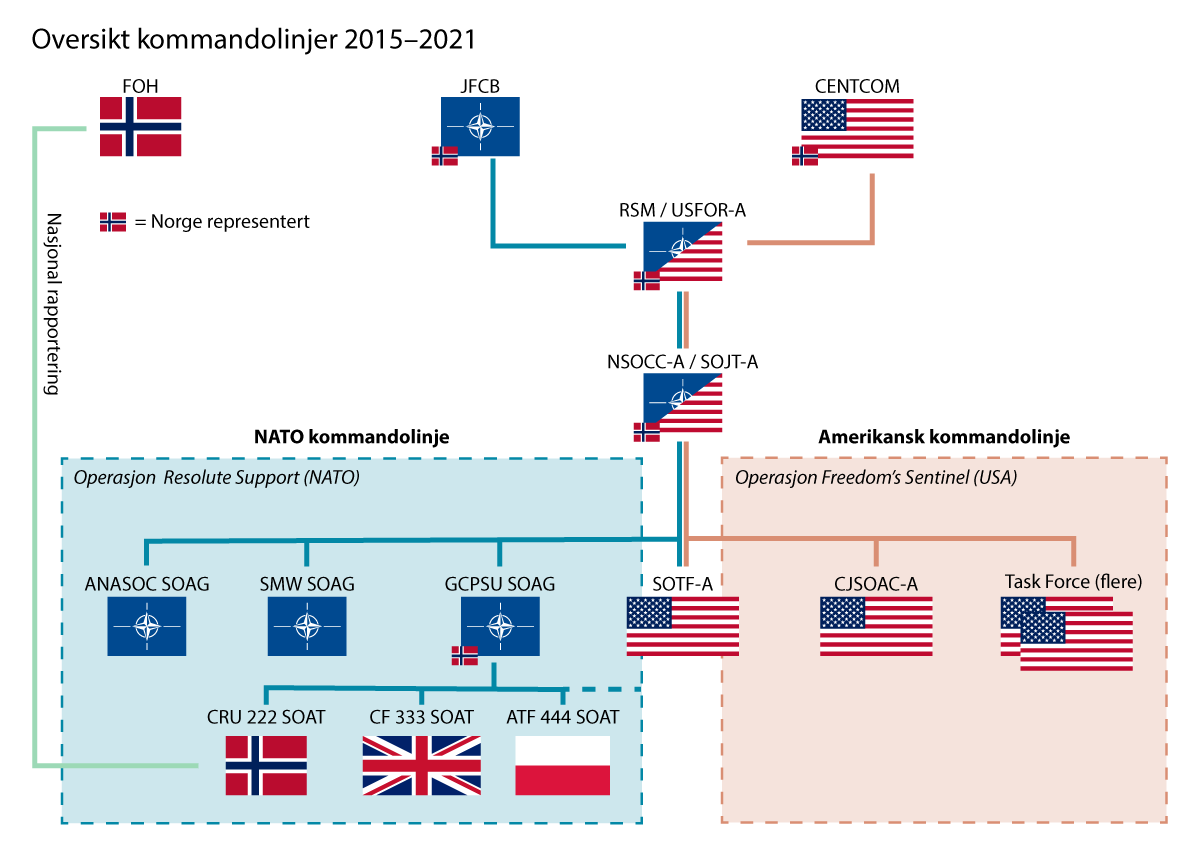 Oversikt kommandolinjer 2015–2021
FOH
JFCB
CENTCOM
= Norge representert
RSM / USFOR-A
Nasjonal rapportering
NSOCC-A / SOJT-A
NATO kommandolinje
Amerikansk kommandolinje
Operasjon Resolute Support (NATO)
Operasjon Freedom's Sentinel (USA)
ANASOC SOAG
SMW SOAG
GCPSU SOAG
SOTF-A
CJSOAC-A
Task Force (flere)
CRU 222 SOAT
CF 333 SOAT
ATF 444 SOAT